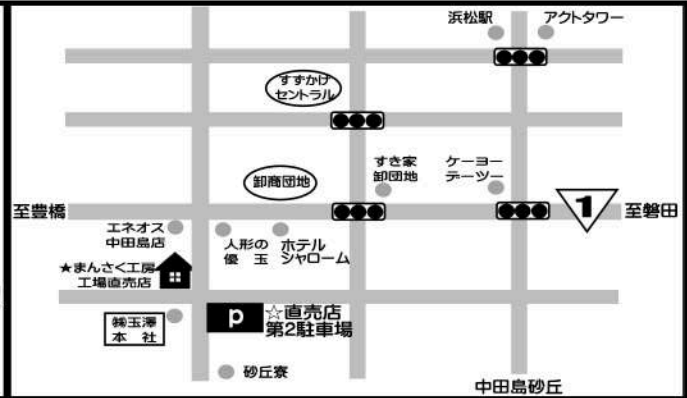 浜松駅
アクトタワー
すずかけ
セントラル
卸商団地
すき家
卸団地
ケーヨー
デーツー
至豊橋
1
至磐田
エネオス
中田島店
人形の
優玉
ホテル
シャローム
★まんさく工房
工場直売店
㈱玉澤
本社
P
☆直売店
第2駐車場
砂丘寮
中田島砂丘